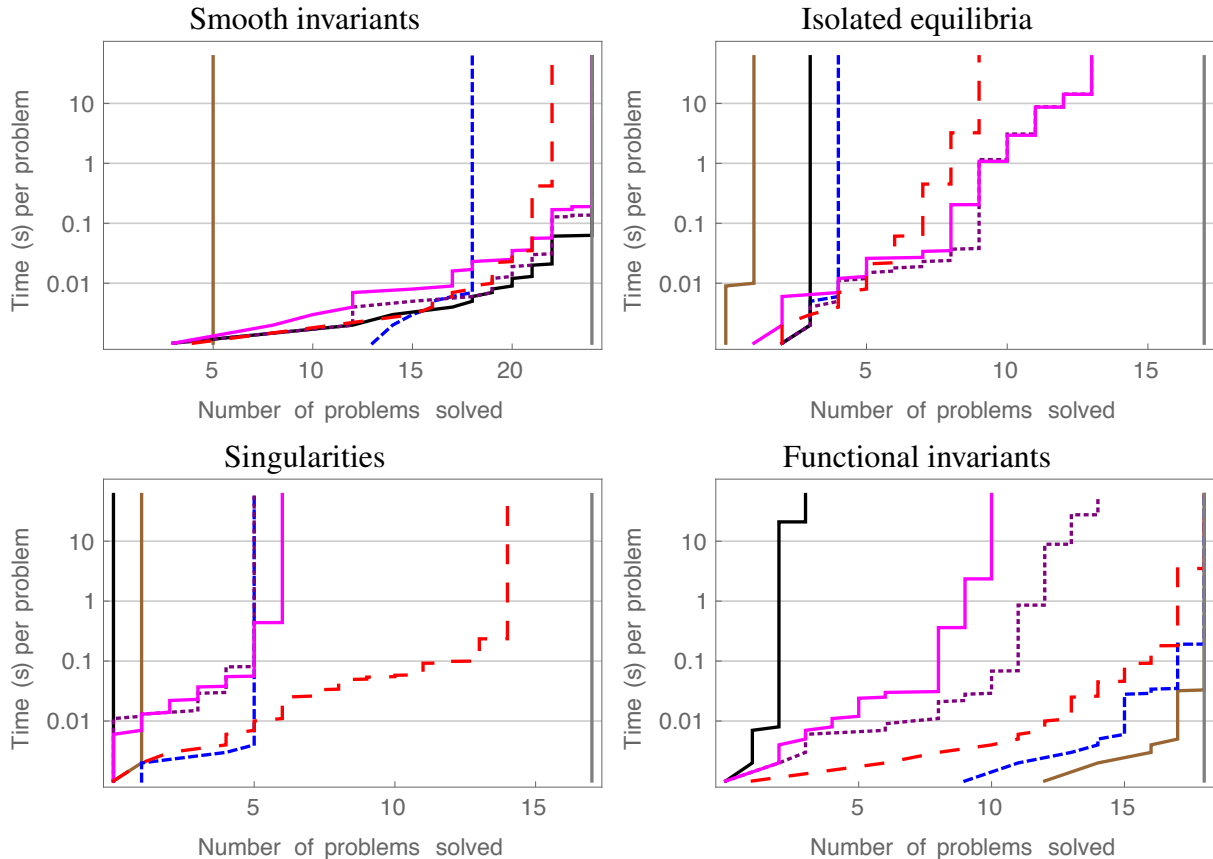 Smooth invariants
Time (s) per problem
10
1
0.1
0.01
5
10
15
20
Number of problems solved
Isolated equilibria
Time (s) per problem
10
1
0.1
0.01
5
10
15
Number of problems solved
Singularities
Time (s) per problem
10
1
0.1
0.01
5
10
15
Number of problems solved
Functional invariants
Time (s) per problem
10
1
0.1
0.01
5
10
15
Number of problems solved